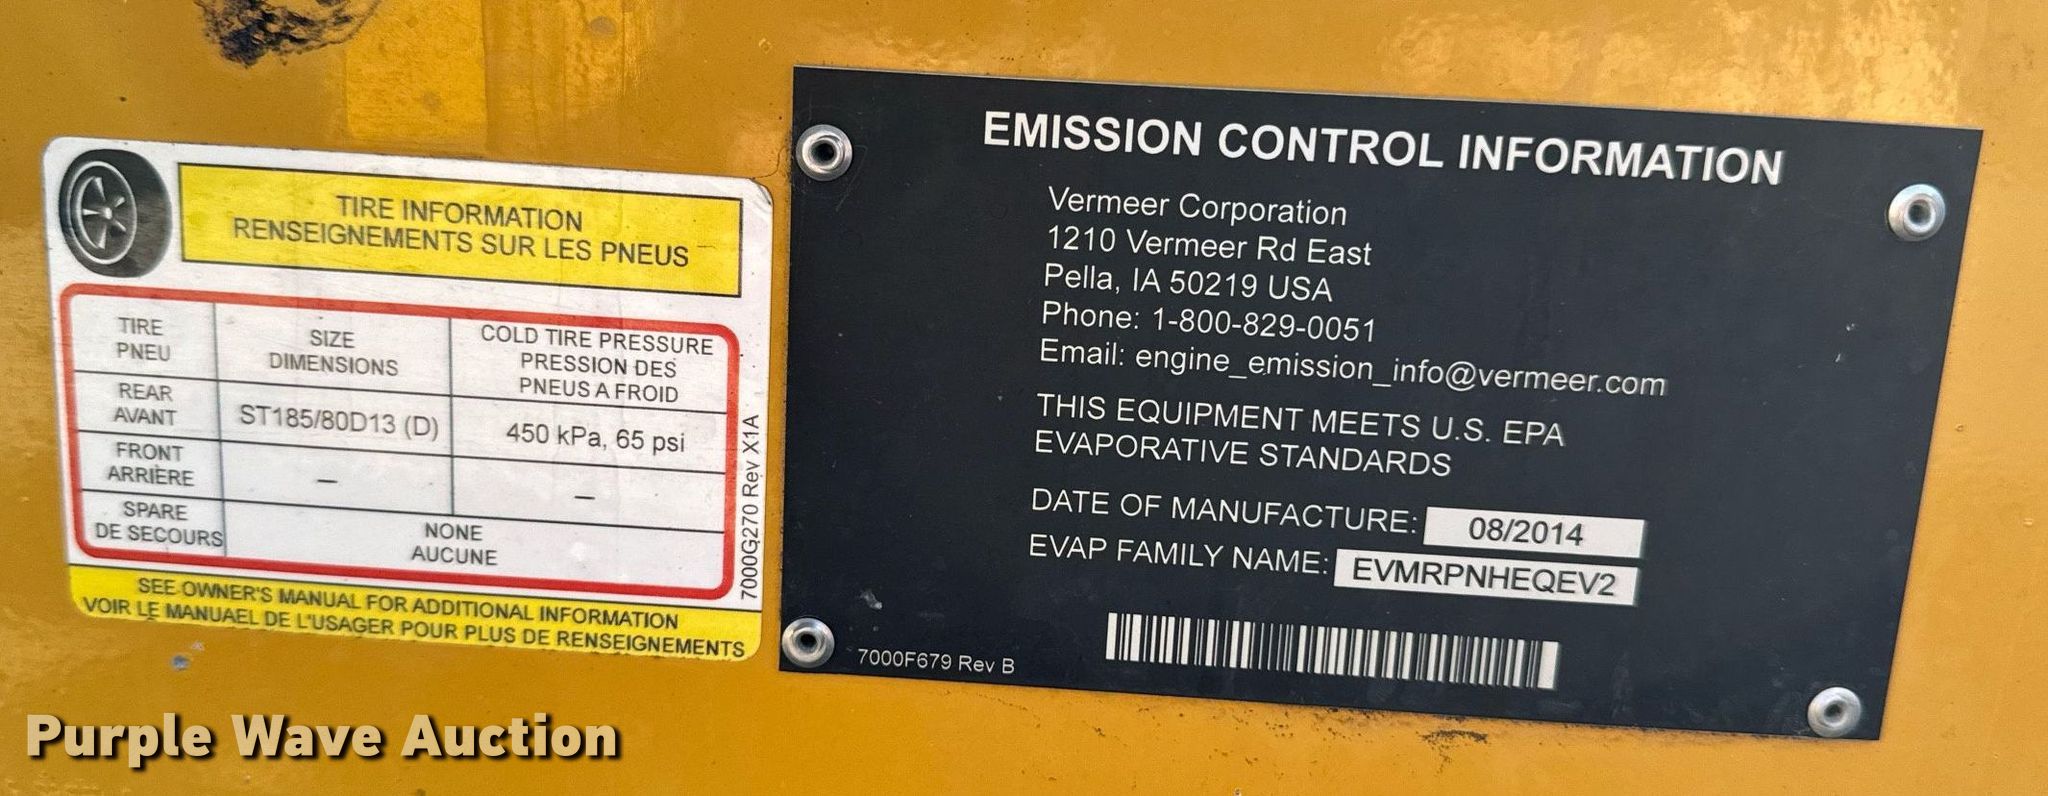 TIRE INFORMATION
RENSEIGNEMENTS SUR LES PNEUS
TIRE
PNEU
SIZE
DIMENSIONS
COLD TIRE PRESSURE
PRESSION DES
PNEUS A FROID
REAR
AVANT
ST185/80D13 (D)
450 kPa, 65 psi
FRONT
ARRIÈRE
–
–
SPARE
DE SECOURS
NONE
AUCUNE
SEE OWNER'S MANUAL FOR ADDITIONAL INFORMATION
VOIR LE MANUAEL DE L'USAGER POUR PLUS DE RENSEIGNEMENTS
7000G270 Rev X1A
EMISSION CONTROL INFORMATION
Vermeer Corporation
1210 Vermeer Rd East
Pella, IA 50219 USA
Phone: 1-800-829-0051
Email: engine_emission_info@vermeer.com
THIS EQUIPMENT MEETS U.S. EPA
EVAPORATIVE STANDARDS
DATE OF MANUFACTURE: 08/2014
EVAP FAMILY NAME: EVMRPNHEQEV2
7000F679 Rev B
Purple Wave Auction